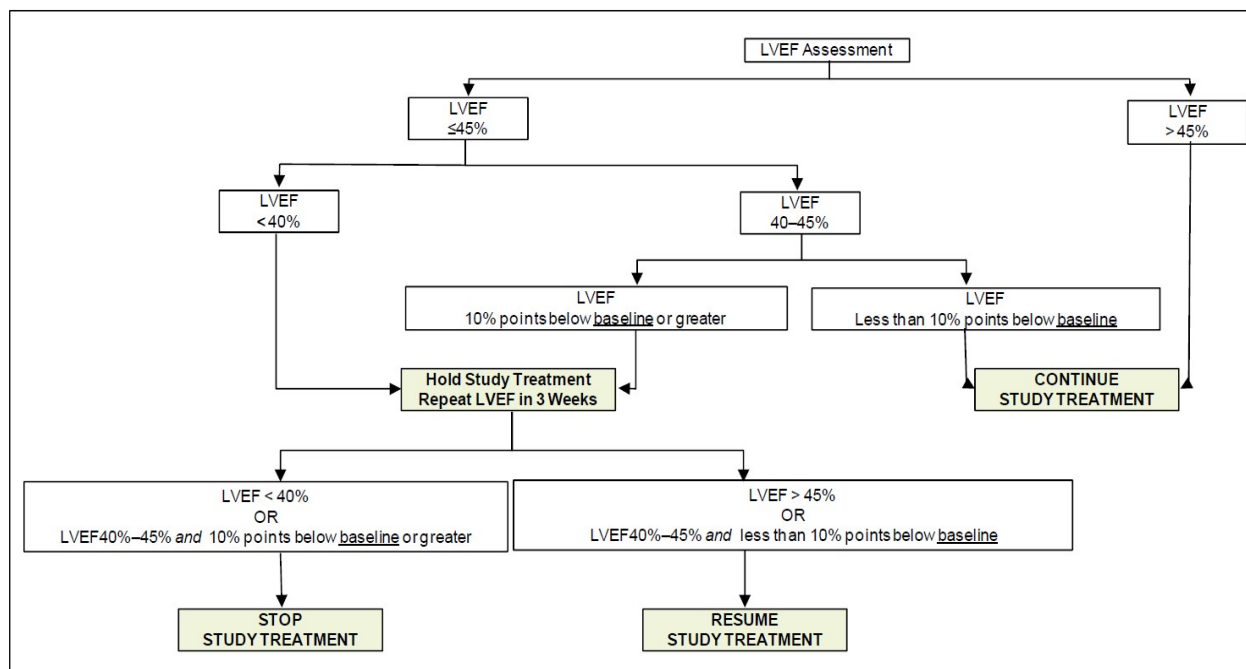 LVEF Assessment
LVEF
≤45%
LVEF
> 45%
LVEF
< 40%
LVEF
40–45%
LVEF
10% points below baseline or greater
LVEF
Less than 10% points below baseline
Hold Study Treatment
Repeat LVEF in 3 Weeks
CONTINUE
STUDY TREATMENT
LVEF < 40%
OR
LVEF40%–45% and 10% points below baseline or greater
LVEF > 45%
OR
LVEF40%–45% and less than 10% points below baseline
STOP
STUDY TREATMENT
RESUME
STUDY TREATMENT